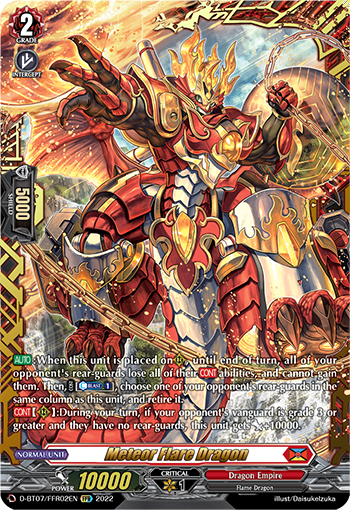 2
GRADE
INTERCEPT
5000
SHIELD
AUTO:When this unit is placed on R, until end of turn, all of your
opponent's rear-guards lose all of their CONT abilities, and cannot gain
them. Then, [ -BLAST: 1], choose one of your opponent's rear-guards in the
same column as this unit, and retire it.
CONT[R]:During your turn, if your opponent's vanguard is grade 3 or
greater and they have no rear-guards, this unit gets +10000.
NORMAL UNIT
Meteor Flare Dragon
POWER
10000
CRITICAL
1
Dragon Empire
Flame Dragon
D-BT07/FFR02EN FFR 2022
illust/DaisukeIzuka